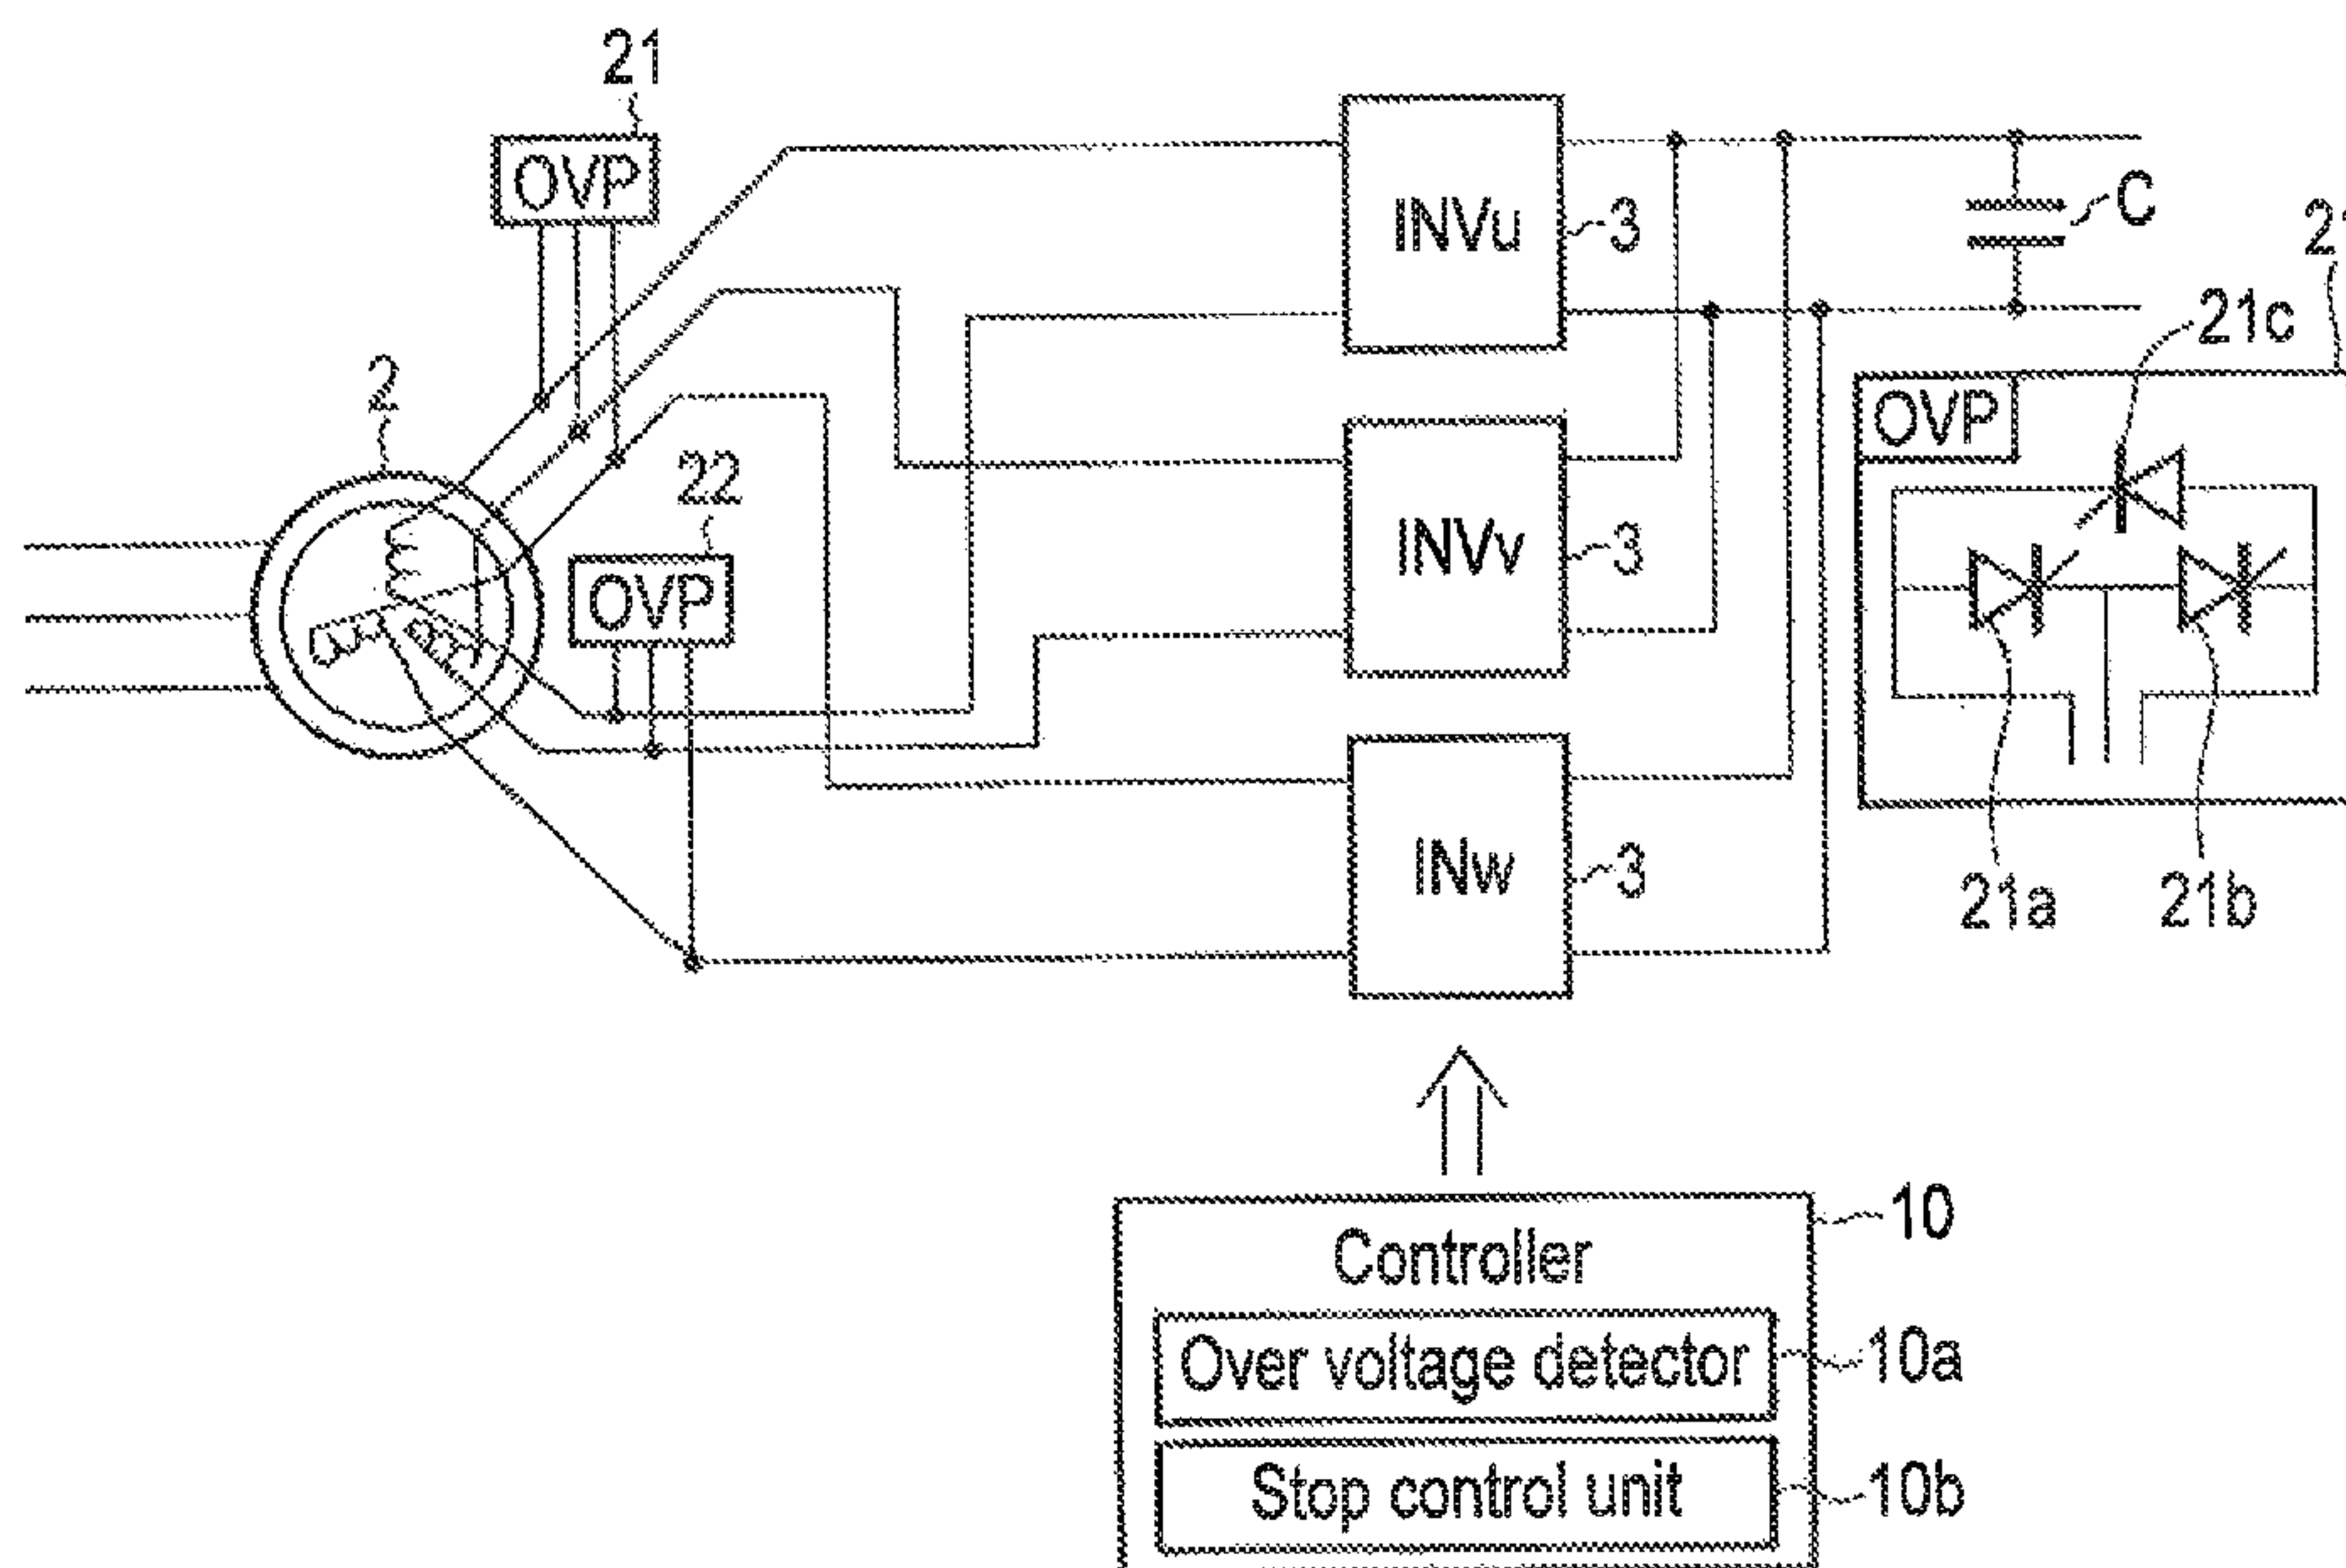 21
OVP
INVu
3
C
21c
OVP
2
22
OVP
INVv
3
INw
3
21a
21b
10
Controller
Over voltage detector
10a
Stop control unit
10b